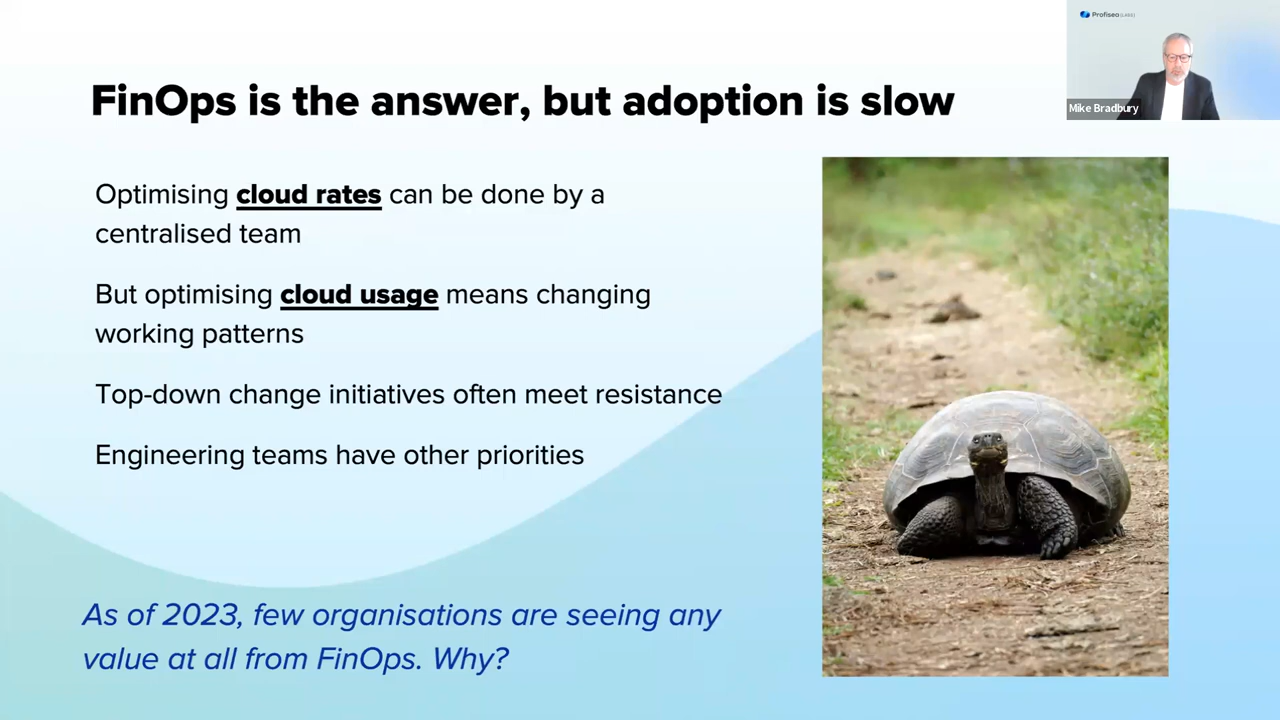 Profisea (LABS)
FinOps is the answer, but adoption is slow
Mike Bradbury
Optimising cloud rates can be done by a
centralised team
But optimising cloud usage means changing
working patterns
Top-down change initiatives often meet resistance
Engineering teams have other priorities
As of 2023, few organisations are seeing any
value at all from FinOps. Why?